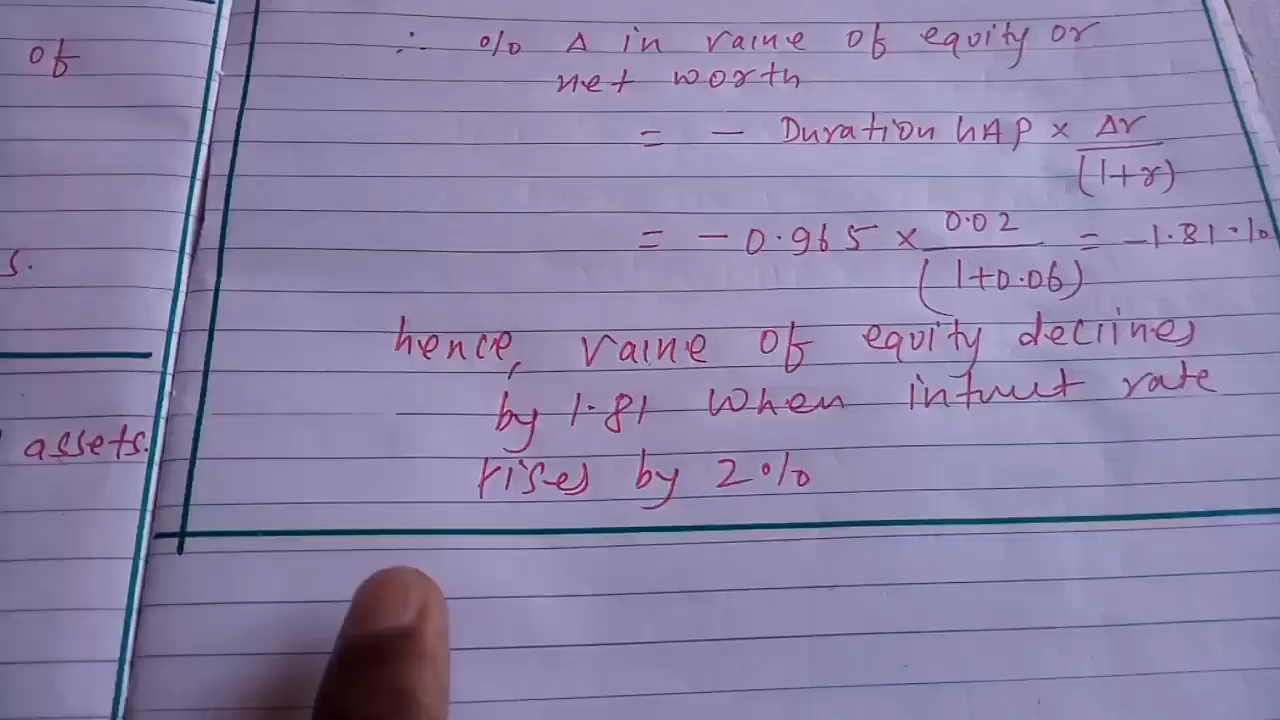 of
s.
assets.
∴ % Δ in value of equity or
net worth
= - Duration GAP × Δr/(1+r)
= - 0.965 × 0.02/(1+0.06) = -1.81%
hence, value of equity declines
by 1.81 when intrest rate
rises by 2%